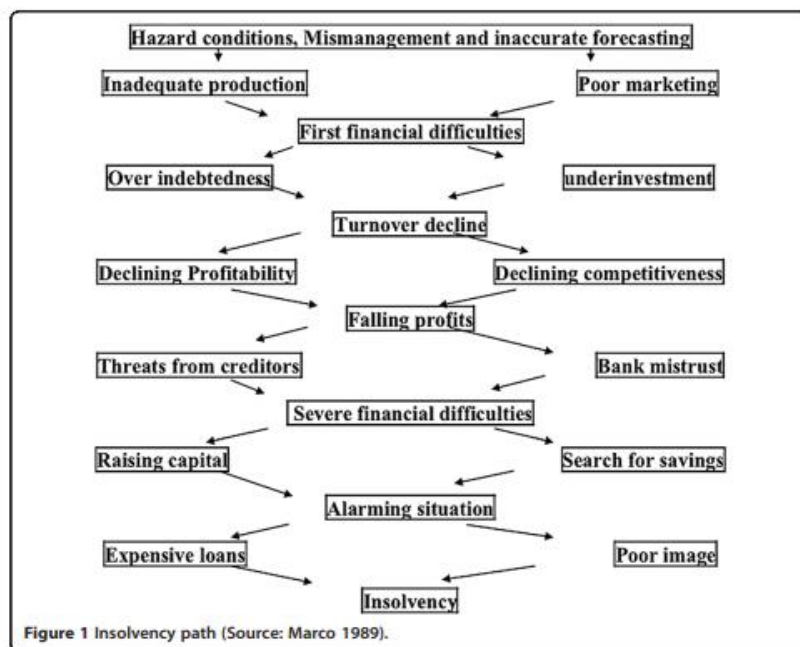 Hazard conditions, Mismanagement and inaccurate forecasting
Inadequate production
Poor marketing
First financial difficulties
Over indebtedness
underinvestment
Turnover decline
Declining Profitability
Declining competitiveness
Falling profits
Threats from creditors
Bank mistrust
Severe financial difficulties
Raising capital
Search for savings
Alarming situation
Expensive loans
Poor image
Insolvency
Figure 1 Insolvency path (Source: Marco 1989).